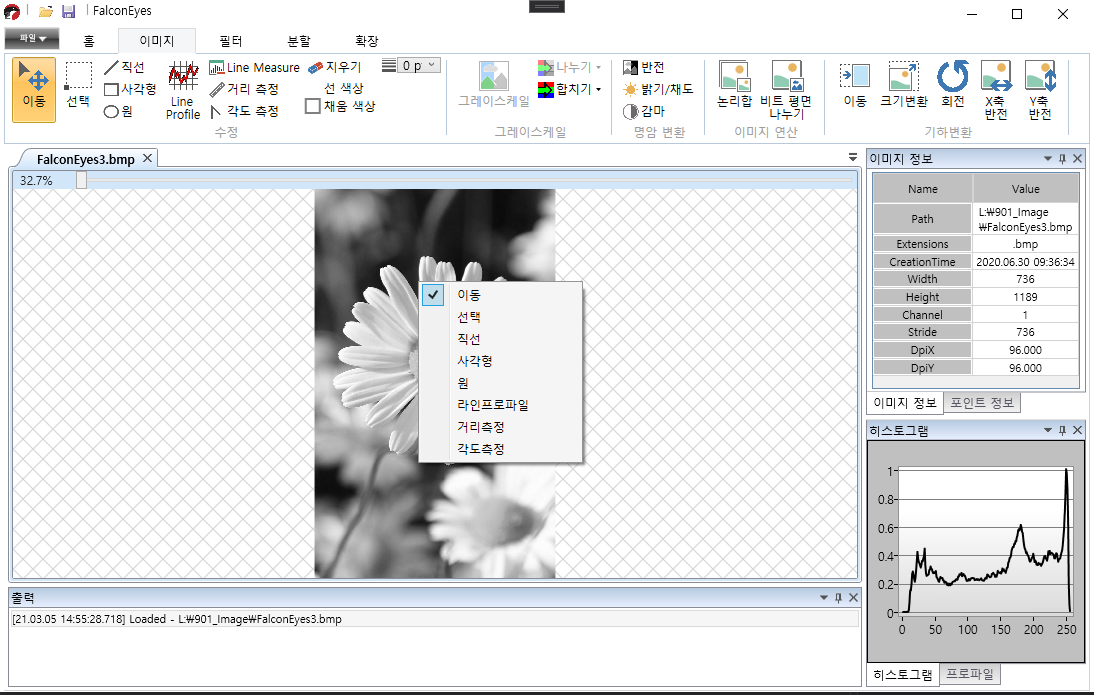 FalconEyes
파일
홈
이미지
필터
분할
확장
이동
선택
직선
사각형
원
Line
Profile
Line Measure
거리 측정
각도 측정
지우기
선 색상
채움 색상
0 p
수정
그레이스케일
나누기
합치기
그레이스케일
반전
밝기/채도
감마
명암 변환
논리합
비트 평면
나누기
이미지 연산
이동
크기변환
회전
X축
반전
Y축
반전
기하변환
FalconEyes3.bmp
32.7%
이동
선택
직선
사각형
원
라인프로파일
거리측정
각도측정
이미지 정보
Name Value
Path L:₩901_Image
₩FalconEyes3.bmp
Extensions .bmp
CreationTime 2020.06.30 09:36:34
Width 736
Height 1189
Channel 1
Stride 736
DpiX 96.000
DpiY 96.000
이미지 정보 포인트 정보
히스토그램
1
0.8
0.6
0.4
0.2
0
0 50 100 150 200 250
히스토그램 프로파일
출력
[21.03.05 14:55:28.718] Loaded - L:₩901_Image₩FalconEyes3.bmp